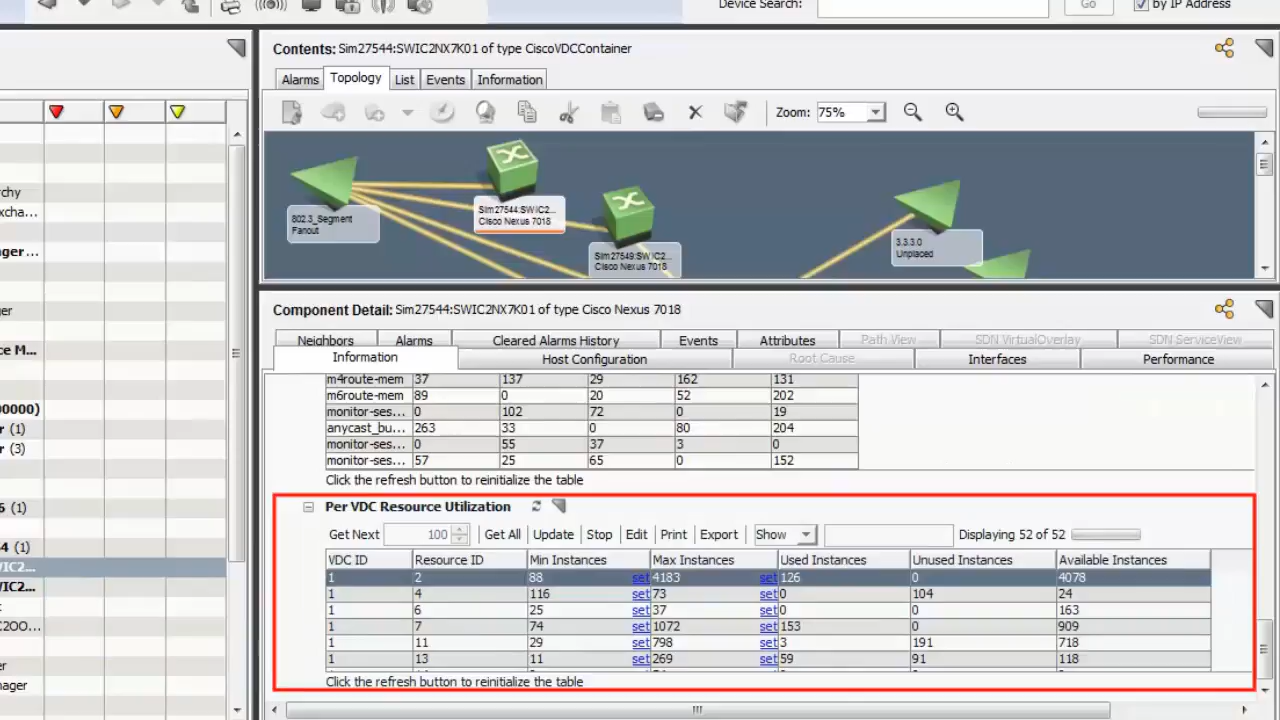 Device Search: Go by IP Address
Contents: Sim27544:SWIC2NX7K01 of type CiscoVDCContainer
Alarms Topology List Events Information
Zoom: 75%
802.3_Segment
Fanout
Sim27544:SWIC2...
Cisco Nexus 7018
Sim27549:SWIC2...
Cisco Nexus 7018
3.3.3.0
Unplaced
Component Detail: Sim27544:SWIC2NX7K01 of type Cisco Nexus 7018
Neighbors Alarms Cleared Alarms History Events Attributes Path View SDN VirtualOverlay SDN ServiceView
Information Host Configuration Root Cause Interfaces Performance
m4route-mem 37 137 29 162 131
m6route-mem 89 0 20 52 202
monitor-ses... 0 102 72 0 19
anycast_bu... 263 33 0 80 204
monitor-ses... 0 55 37 3 0
monitor-ses... 57 25 65 0 152
Click the refresh button to reinitialize the table
Per VDC Resource Utilization
Get Next 100 Get All Update Stop Edit Print Export Show Displaying 52 of 52
VDC ID Resource ID Min Instances Max Instances Used Instances Unused Instances Available Instances
1 2 88 set 4183 set 126 0 4078
1 4 116 set 73 set 0 104 24
1 6 25 set 37 set 0 0 163
1 7 74 set 1072 set 153 0 909
1 11 29 set 798 set 3 191 718
1 13 11 set 269 set 59 91 118
Click the refresh button to reinitialize the table
rchy
xcha...
ger...
er
ce M...
00000)
r (1)
r (3)
6 (1)
4 (1)
WIC2...
WIC2...
t
C2OO...
er
nager